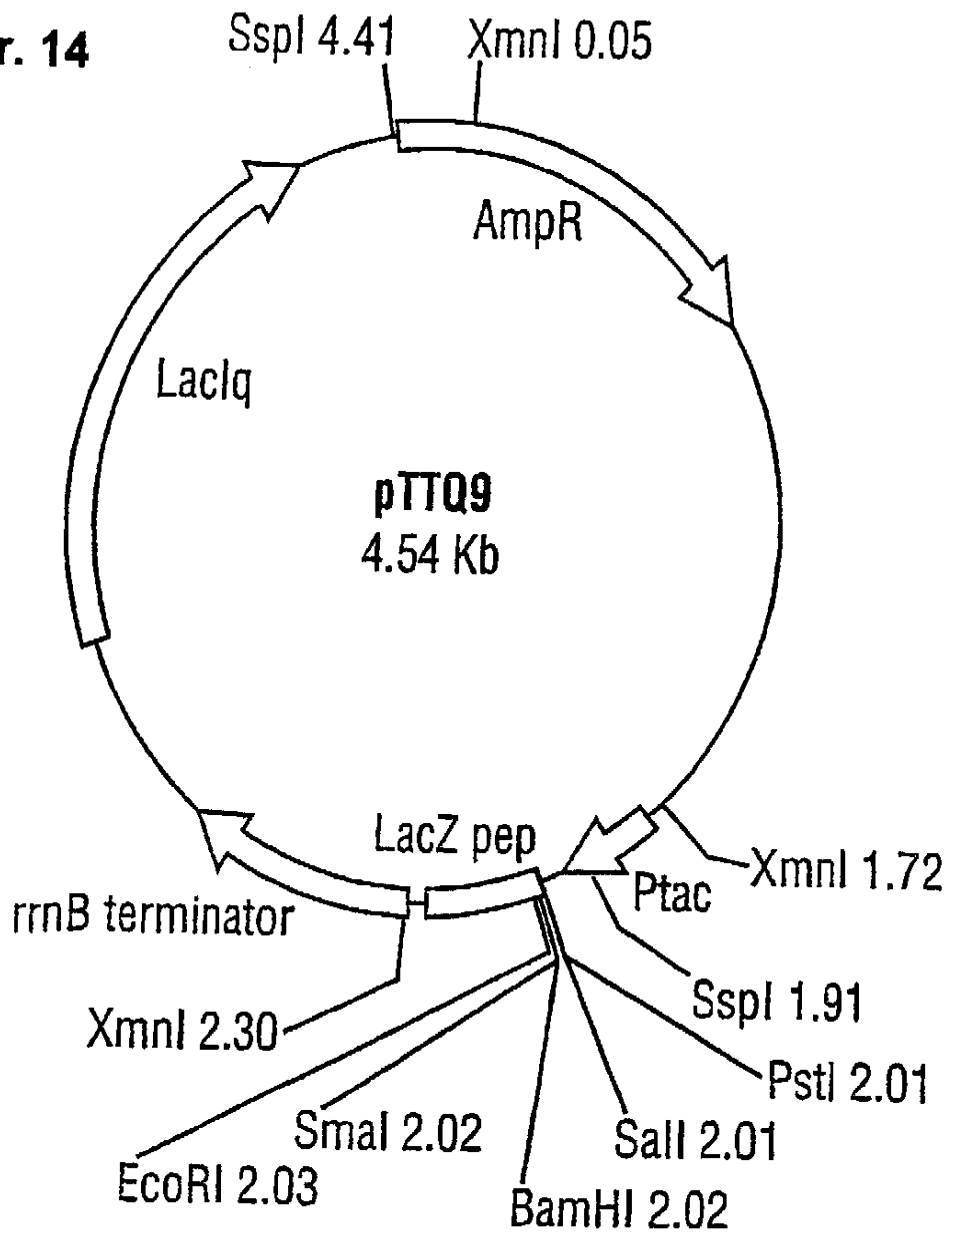 r. 14
SspI 4.41
XmnI 0.05
AmpR
LacIq
pTTQ9
4.54 Kb
LacZ pep
Ptac
XmnI 1.72
rrnB terminator
SspI 1.91
XmnI 2.30
PstI 2.01
SmaI 2.02
SalI 2.01
EcoRI 2.03
BamHI 2.02